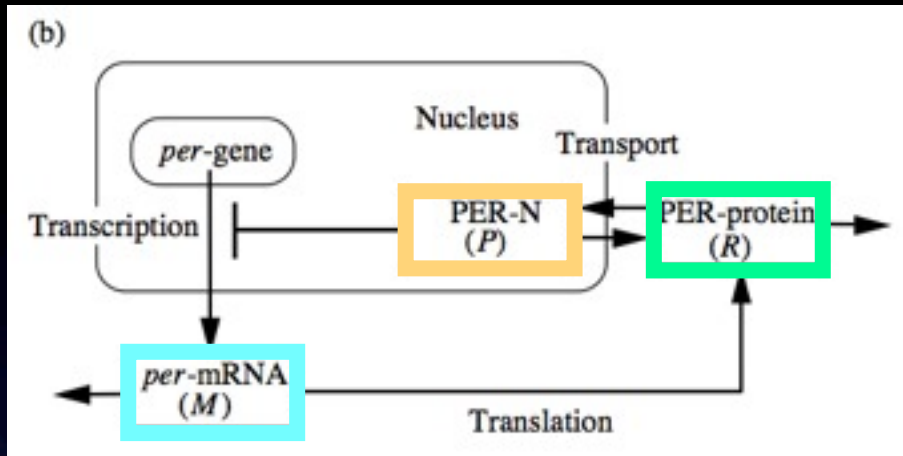 (b)
Nucleus
per-gene
Transport
Transcription
PER-N
(P)
PER-protein
(R)
per-mRNA
(M)
Translation